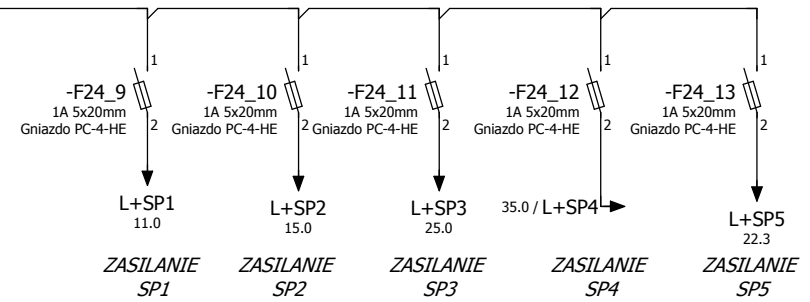 1
-F24_9
1A 5x20mm
Gniazdo PC-4-HE
2
L+SP1
11.0
ZASILANIE
SP1
1
-F24_10
1A 5x20mm
Gniazdo PC-4-HE
2
L+SP2
15.0
ZASILANIE
SP2
1
-F24_11
1A 5x20mm
Gniazdo PC-4-HE
2
L+SP3
25.0
ZASILANIE
SP3
1
-F24_12
1A 5x20mm
Gniazdo PC-4-HE
2
35.0 / L+SP4
ZASILANIE
SP4
1
-F24_13
1A 5x20mm
Gniazdo PC-4-HE
2
L+SP5
22.3
ZASILANIE
SP5